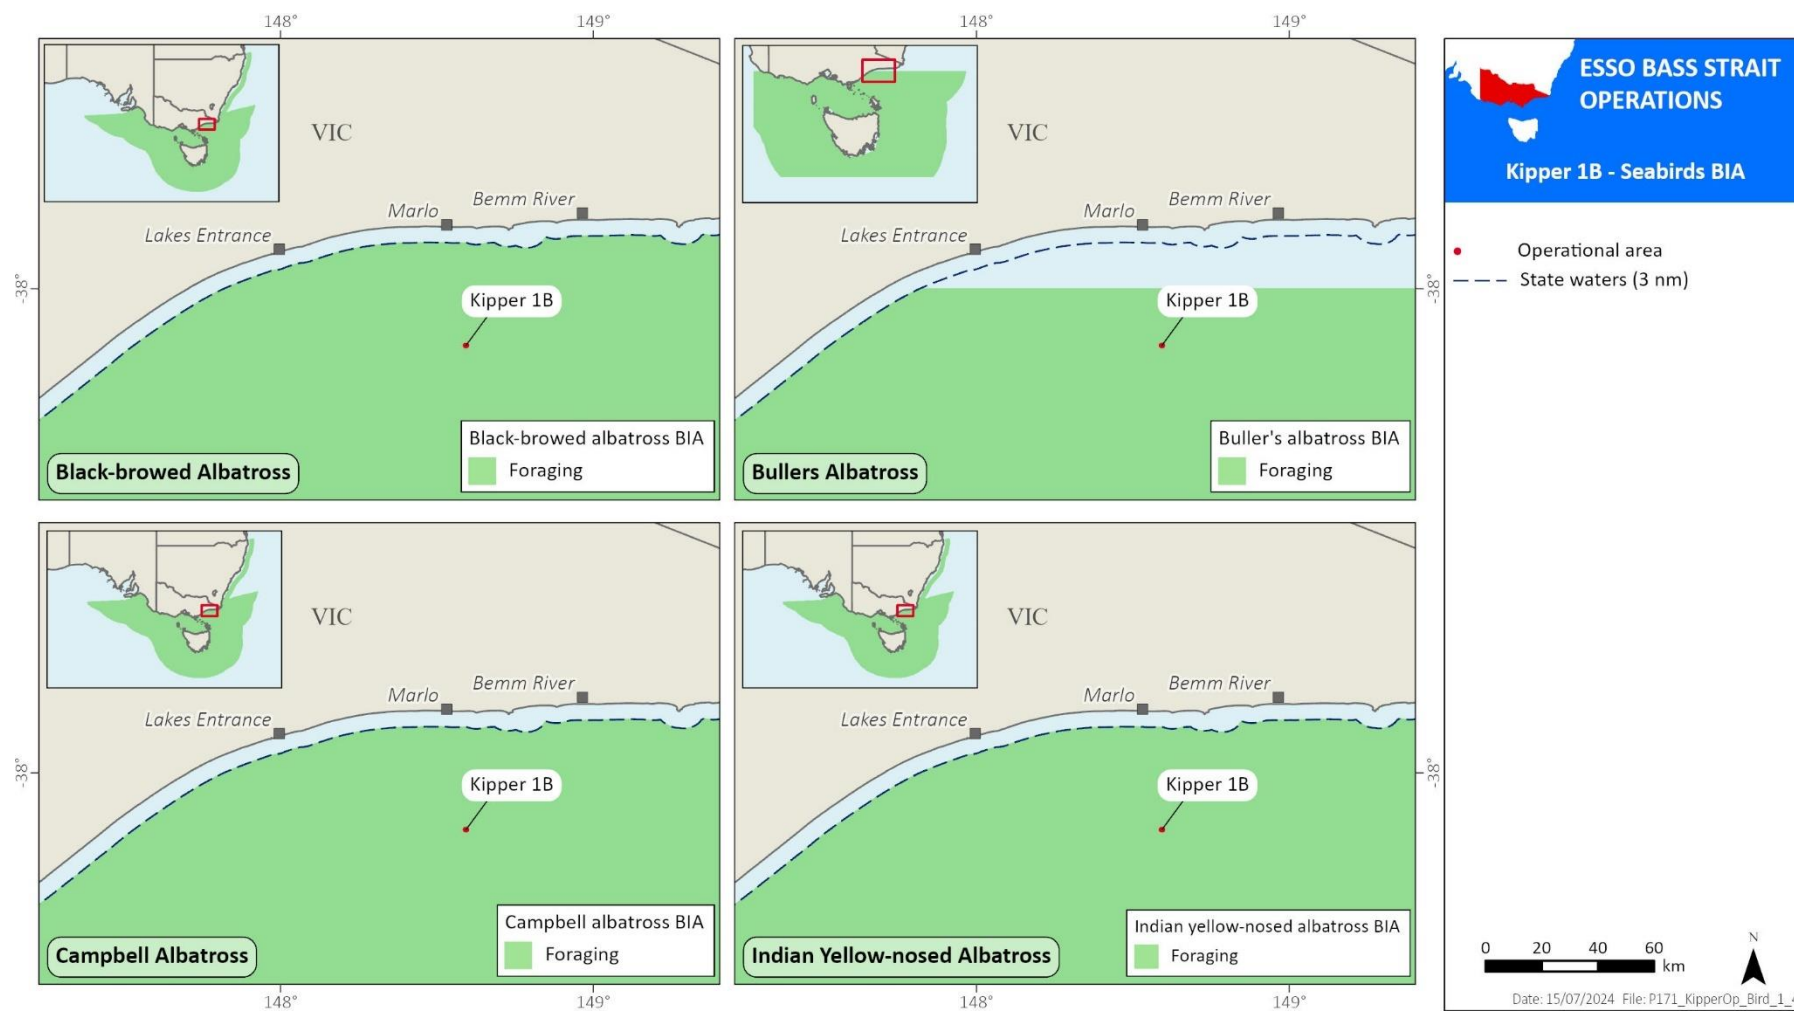 148° 149° 148° 149°
VIC
Bemm River
Marlo
Lakes Entrance
-38°
Kipper 1B
Black-browed albatross BIA
Foraging
Black-browed Albatross
VIC
Bemm River
Marlo
Lakes Entrance
-38°
Kipper 1B
Buller's albatross BIA
Foraging
Bullers Albatross
VIC
Bemm River
Marlo
Lakes Entrance
-38°
Kipper 1B
Campbell albatross BIA
Foraging
Campbell Albatross
VIC
Bemm River
Marlo
Lakes Entrance
-38°
Kipper 1B
Indian yellow-nosed albatross BIA
Foraging
Indian Yellow-nosed Albatross
148° 149° 148° 149°
ESSO BASS STRAIT
OPERATIONS
Kipper 1B - Seabirds BIA
Operational area
State waters (3 nm)
N
0 20 40 60
km
Date: 15/07/2024 File: P171_KipperOp_Bird_1_4